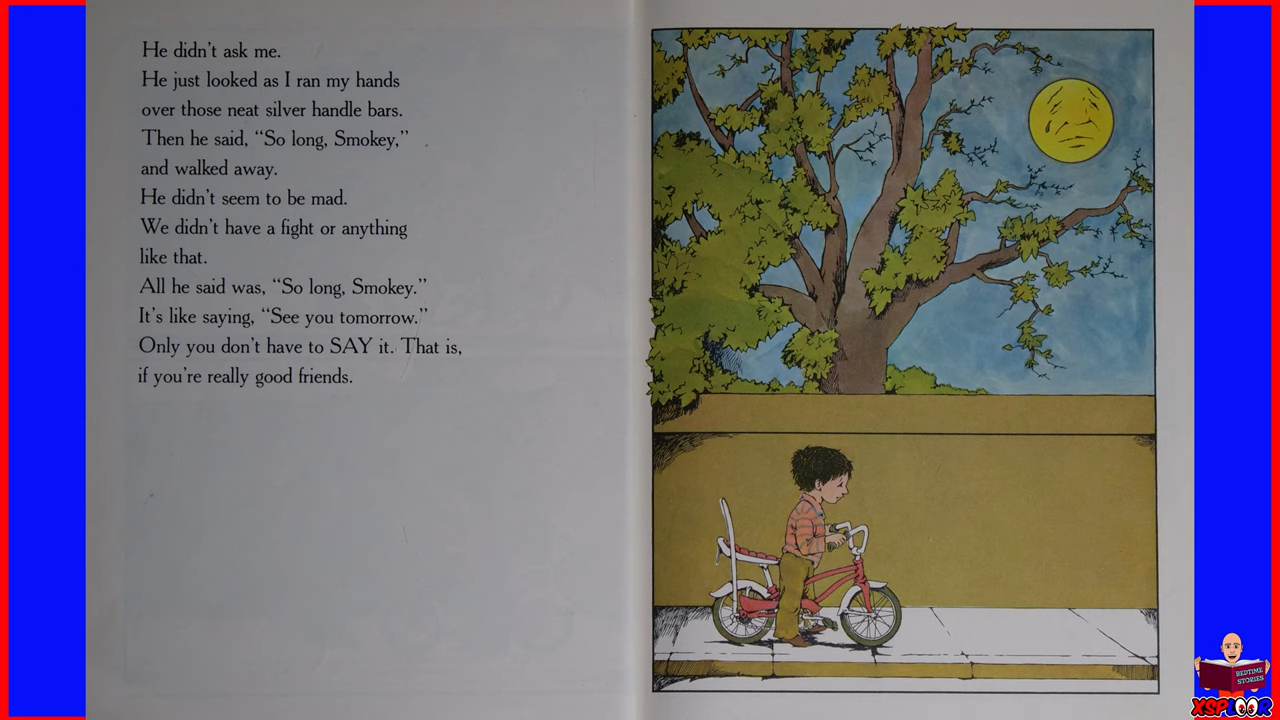 He didn't ask me.
He just looked as I ran my hands
over those neat silver handle bars.
Then he said, “So long, Smokey,”
and walked away.
He didn't seem to be mad.
We didn't have a fight or anything
like that.
All he said was, “So long, Smokey.”
It's like saying, “See you tomorrow.”
Only you don't have to SAY it. That is,
if you're really good friends.
BEDTIME
STORIES
XSPLOOR